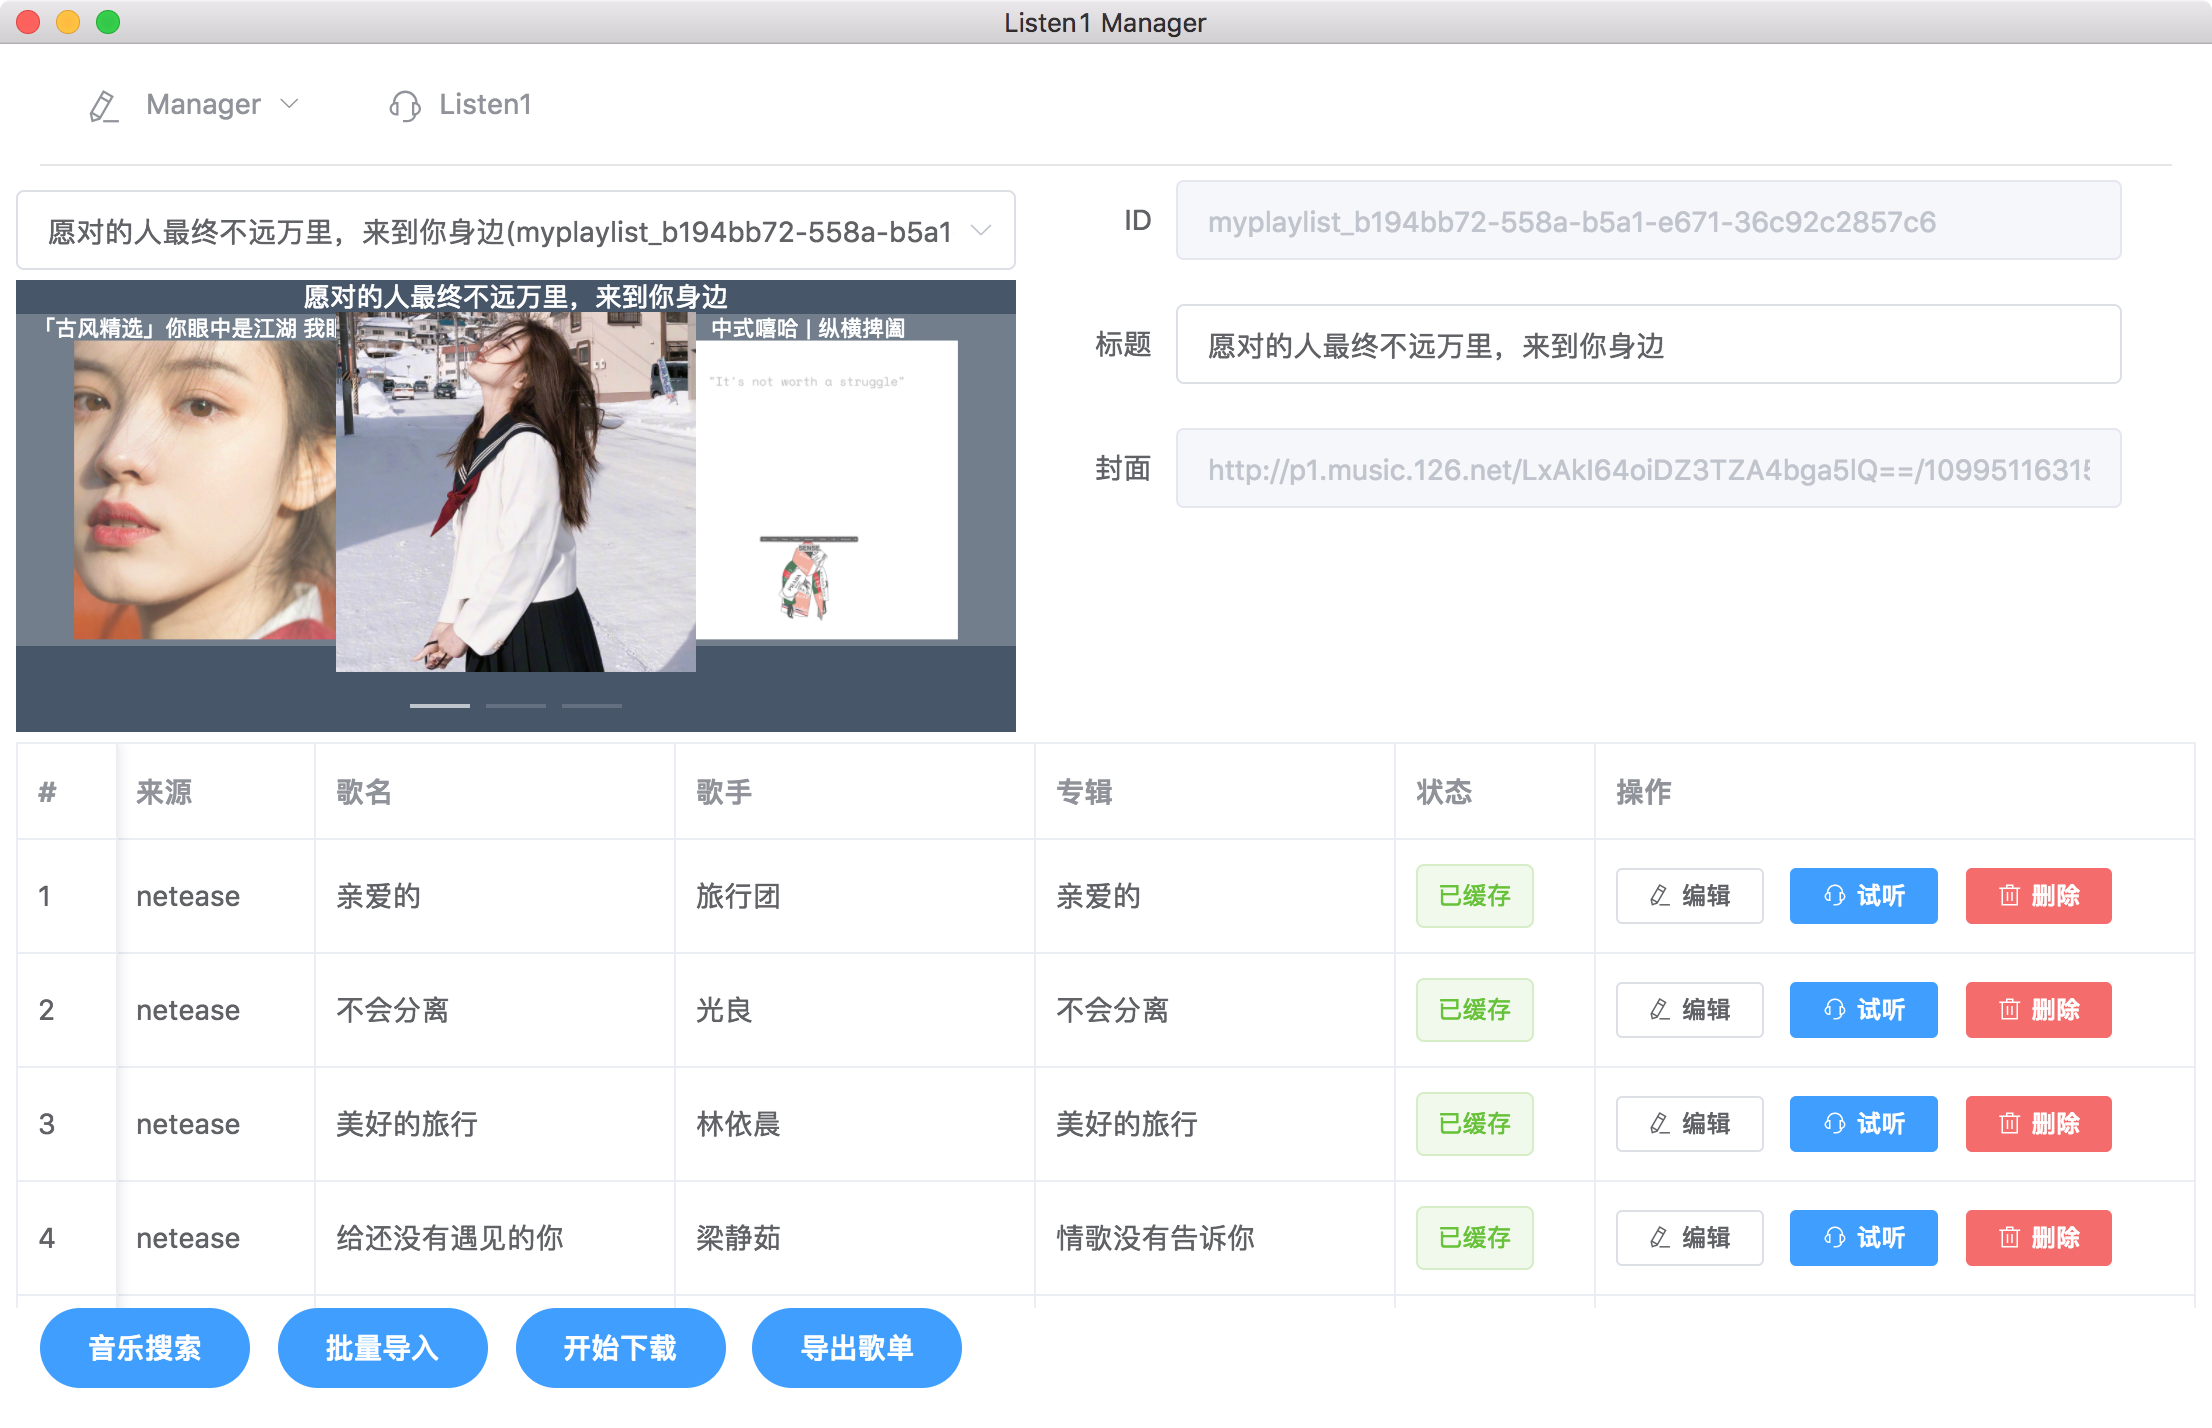 Listen1 Manager
Manager
Listen1
愿对的人最终不远万里，来到你身边(myplaylist_b194bb72-558a-b5a1
ID
myplaylist_b194bb72-558a-b5a1-e671-36c92c2857c6
愿对的人最终不远万里，来到你身边
「古风精选」你眼中是江湖 我
中式嘻哈 | 纵横捭阖
"It's not worth a struggle"
SENSE
标题
愿对的人最终不远万里，来到你身边
封面
http://p1.music.126.net/LxAkI64oiDZ3TZA4bga5lQ==/10995116315
# 来源 歌名 歌手 专辑 状态 操作
1 netease 亲爱的 旅行团 亲爱的 已缓存 编辑 试听 删除
2 netease 不会分离 光良 不会分离 已缓存 编辑 试听 删除
3 netease 美好的旅行 林依晨 美好的旅行 已缓存 编辑 试听 删除
4 netease 给还没有遇见的你 梁静茹 情歌没有告诉你 已缓存 编辑 试听 删除
音乐搜索 批量导入 开始下载 导出歌单